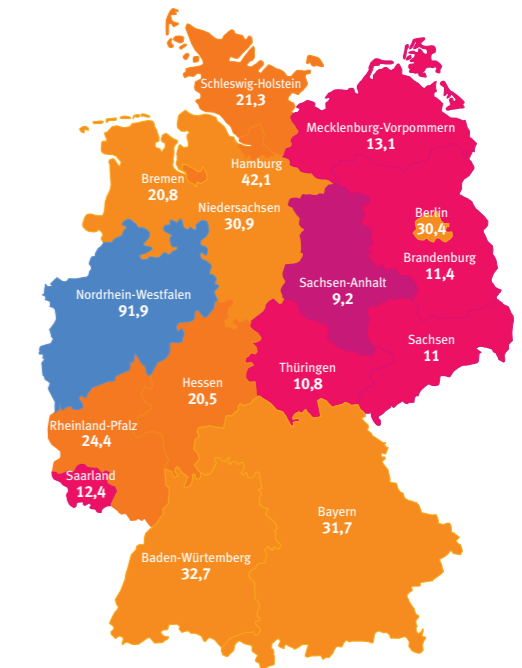 Schleswig-Holstein
21,3
Mecklenburg-Vorpommern
13,1
Hamburg
42,1
Bremen
20,8
Niedersachsen
30,9
Berlin
30,4
Brandenburg
11,4
Sachsen-Anhalt
9,2
Nordrhein-Westfalen
91,9
Sachsen
11
Thüringen
10,8
Hessen
20,5
Rheinland-Pfalz
24,4
Saarland
12,4
Bayern
31,7
Baden-Würtemberg
32,7